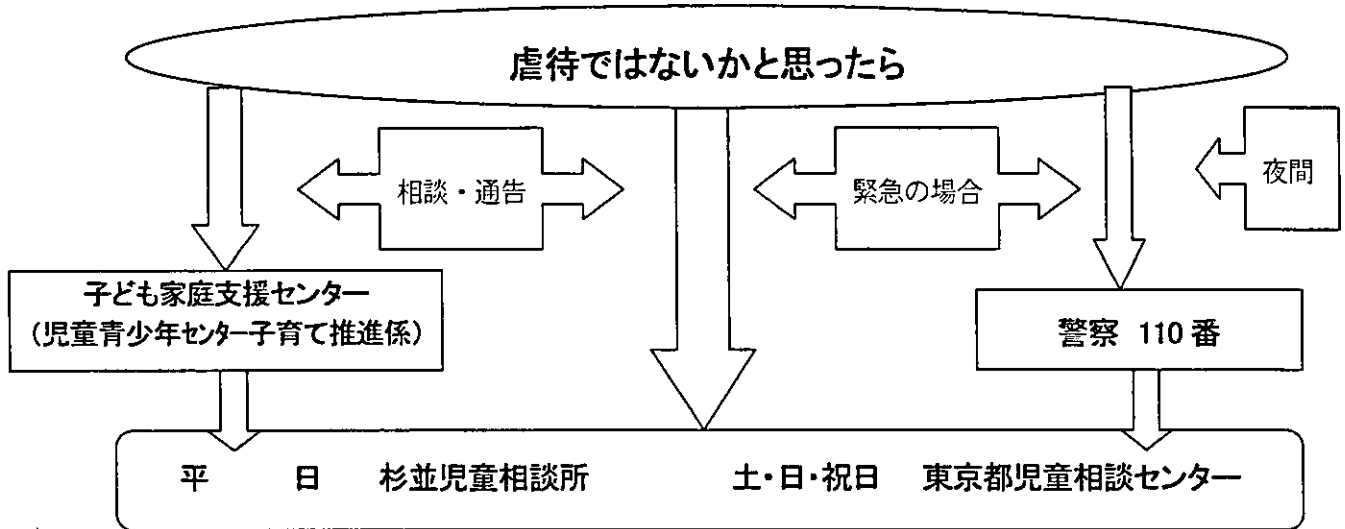 虐待ではないかと思ったら
相談・通告
緊急の場合
夜間
子ども家庭支援センター
(児童青少年センター子育て推進係)
警察 110番
平 日 杉並児童相談所 土・日・祝日 東京都児童相談センター